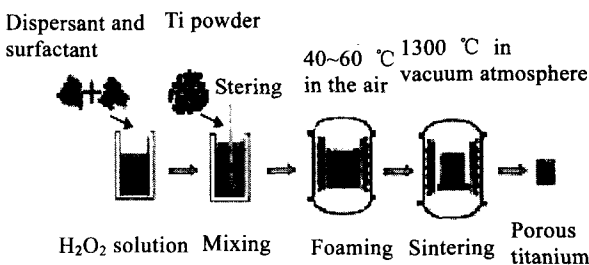 Dispersant and
surfactant
Ti powder
Stering
40~60 ℃
in the air
1300 ℃ in
vacuum atmosphere
H₂O₂ solution
Mixing
Foaming
Sintering
Porous
titanium